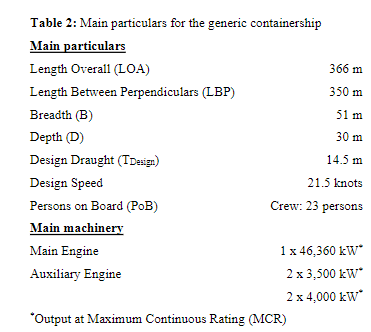 Table 2: Main particulars for the generic containership
Main particulars
Length Overall (LOA) 366 m
Length Between Perpendiculars (LBP) 350 m
Breadth (B) 51 m
Depth (D) 30 m
Design Draught (TDesign) 14.5 m
Design Speed 21.5 knots
Persons on Board (PoB) Crew: 23 persons
Main machinery
Main Engine 1 x 46,360 kW*
Auxiliary Engine 2 x 3,500 kW*
2 x 4,000 kW*
*Output at Maximum Continuous Rating (MCR)